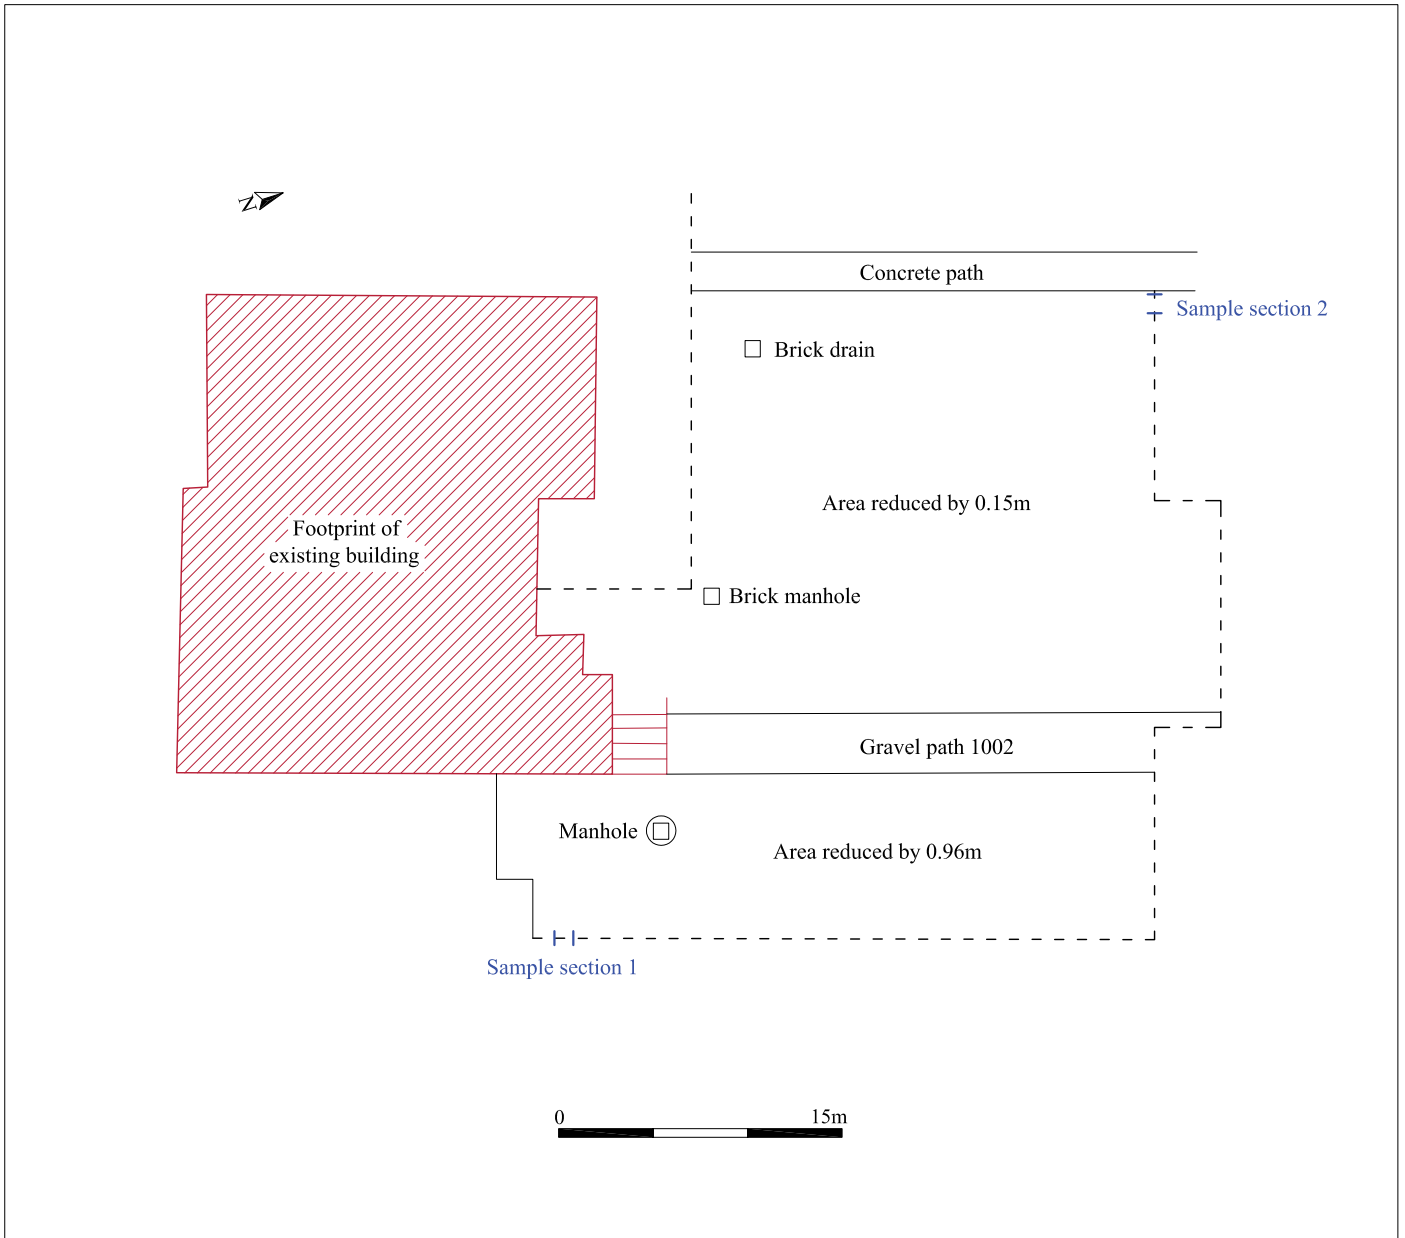 N
Concrete path
Sample section 2
Brick drain
Area reduced by 0.15m
Footprint of
existing building
Brick manhole
Gravel path 1002
Manhole
Area reduced by 0.96m
Sample section 1
0 15m